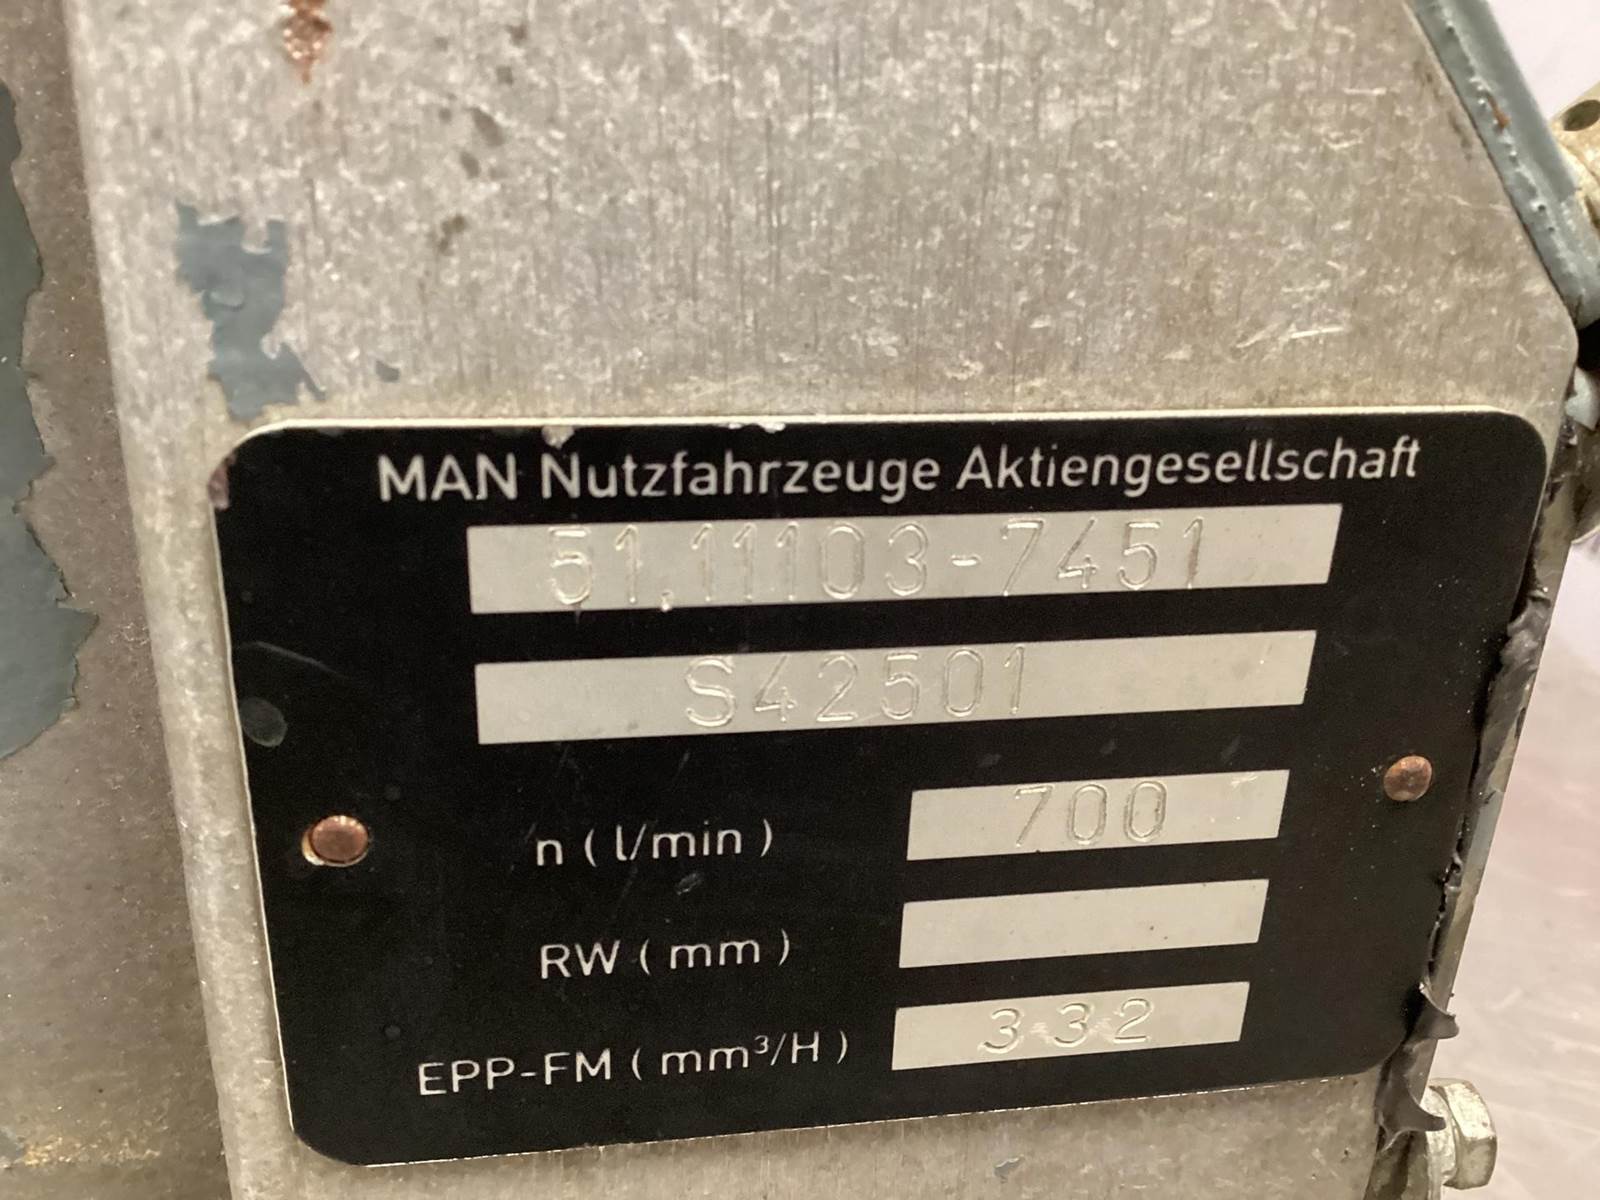 MAN Nutzfahrzeuge Aktiengesellschaft
51.11103-7451
S42501
n ( l/min ) 700
RW ( mm )
EPP-FM ( mm³/H ) 332